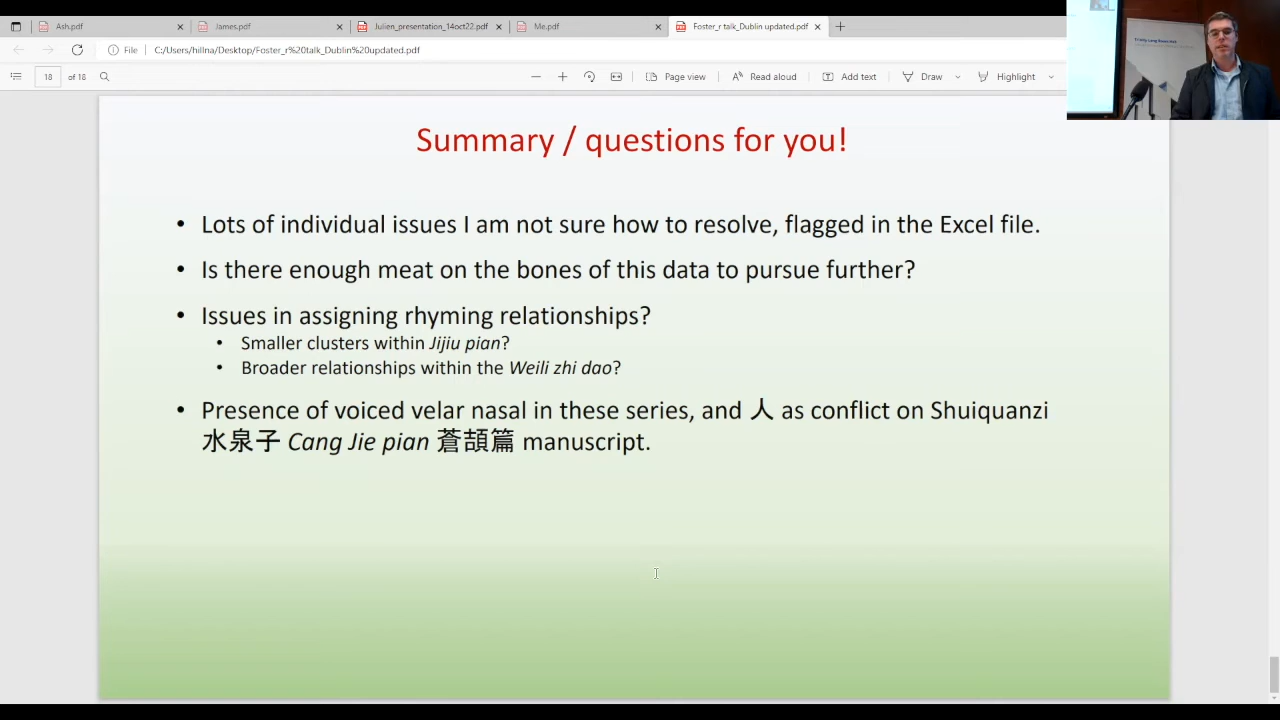 Ash.pdf
James.pdf
Julien_presentation_14oct22.pdf
Me.pdf
Foster_r talk_Dublin updated.pdf
File
C:/Users/hillna/Desktop/Foster_r%20talk_Dublin%20updated.pdf
18 of 18
Page view
Read aloud
Add text
Draw
Highlight
Summary / questions for you!
• Lots of individual issues I am not sure how to resolve, flagged in the Excel file.
• Is there enough meat on the bones of this data to pursue further?
• Issues in assigning rhyming relationships?
• Smaller clusters within Jijiu pian?
• Broader relationships within the Weili zhi dao?
• Presence of voiced velar nasal in these series, and 人 as conflict on Shuiquanzi
水泉子 Cang Jie pian 蒼頡篇 manuscript.